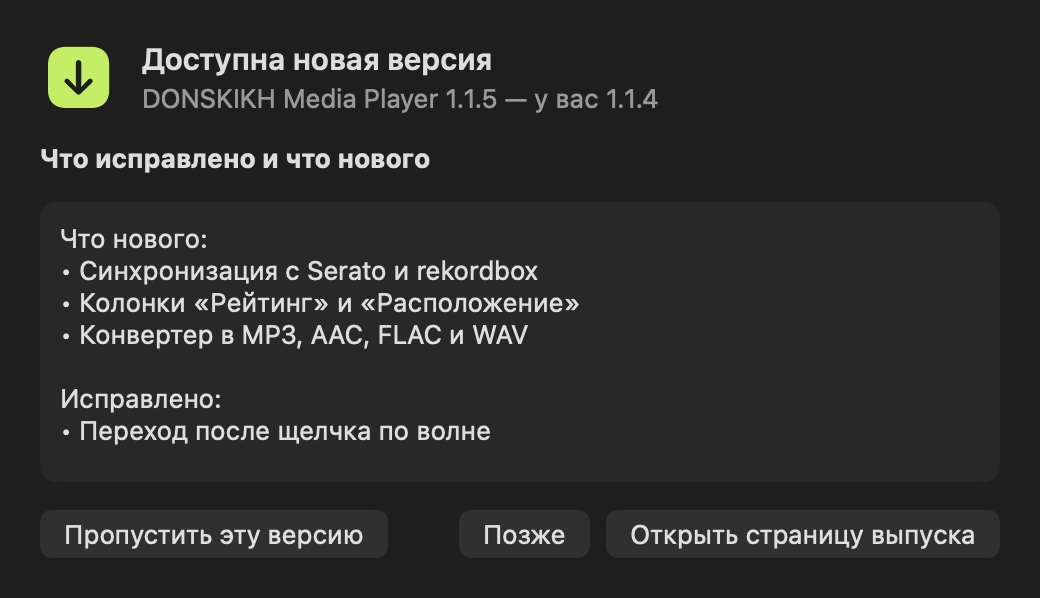 Доступна новая версия
DONSKIKH Media Player 1.1.5 — у вас 1.1.4
Что исправлено и что нового
Что нового:
• Синхронизация с Serato и rekordbox
• Колонки «Рейтинг» и «Расположение»
• Конвертер в MP3, AAC, FLAC и WAV
Исправлено:
• Переход после щелчка по волне
Пропустить эту версию
Позже
Открыть страницу выпуска